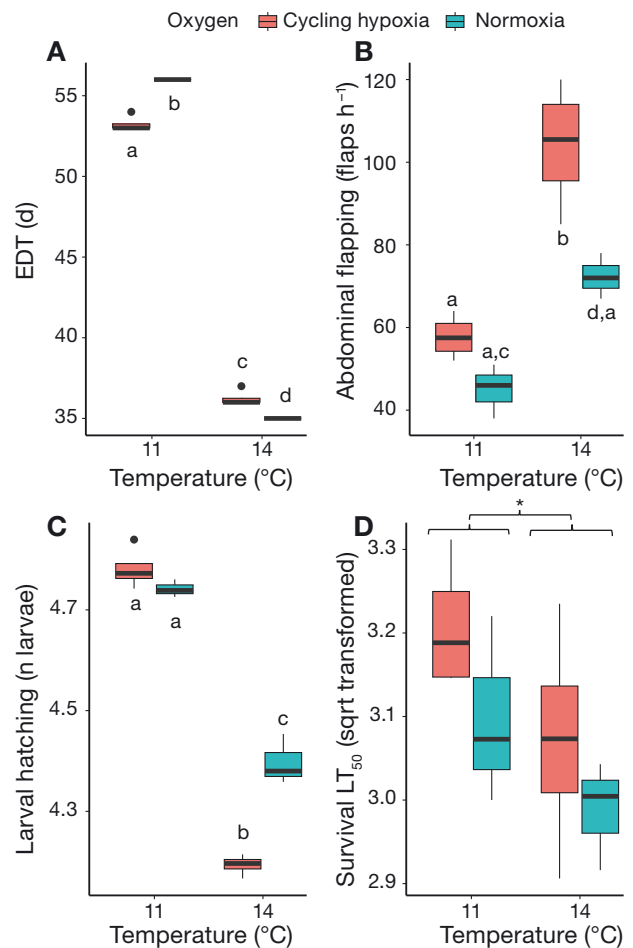 Oxygen Cycling hypoxia Normoxia
A
EDT (d)
55
50
45
40
35
a
b
c
d
11 14
Temperature (°C)
B
Abdominal flapping (flaps h⁻¹)
120
100
80
60
40
a
a,c
b
d,a
11 14
Temperature (°C)
C
Larval hatching (n larvae)
4.7
4.5
4.3
a
a
b
c
11 14
Temperature (°C)
D
Survival LT₅₀ (sqrt transformed)
3.3
3.2
3.1
3.0
2.9
*
11 14
Temperature (°C)